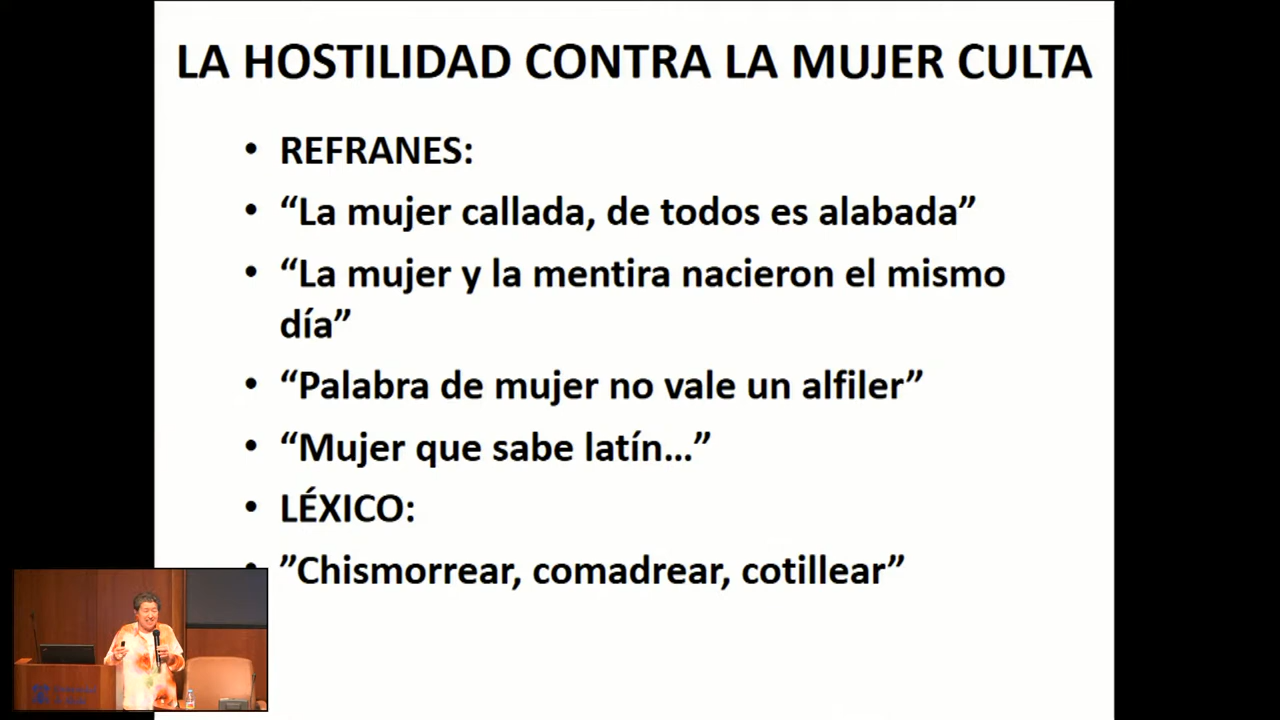 LA HOSTILIDAD CONTRA LA MUJER CULTA
• REFRANES:
• “La mujer callada, de todos es alabada”
• “La mujer y la mentira nacieron el mismo
día”
• “Palabra de mujer no vale un alfiler”
• “Mujer que sabe latín...”
• LÉXICO:
• ”Chismorrear, comadrear, cotillear”